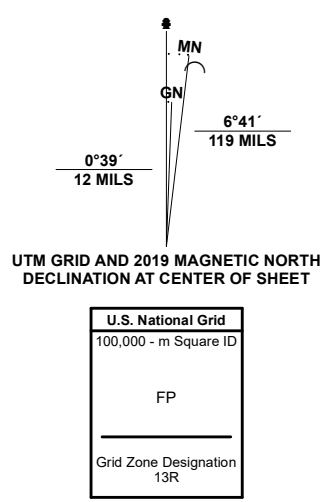 MN
GN
6°41´
119 MILS
0°39´
12 MILS
UTM GRID AND 2019 MAGNETIC NORTH
DECLINATION AT CENTER OF SHEET
U.S. National Grid
100,000 - m Square ID
FP
Grid Zone Designation
13R